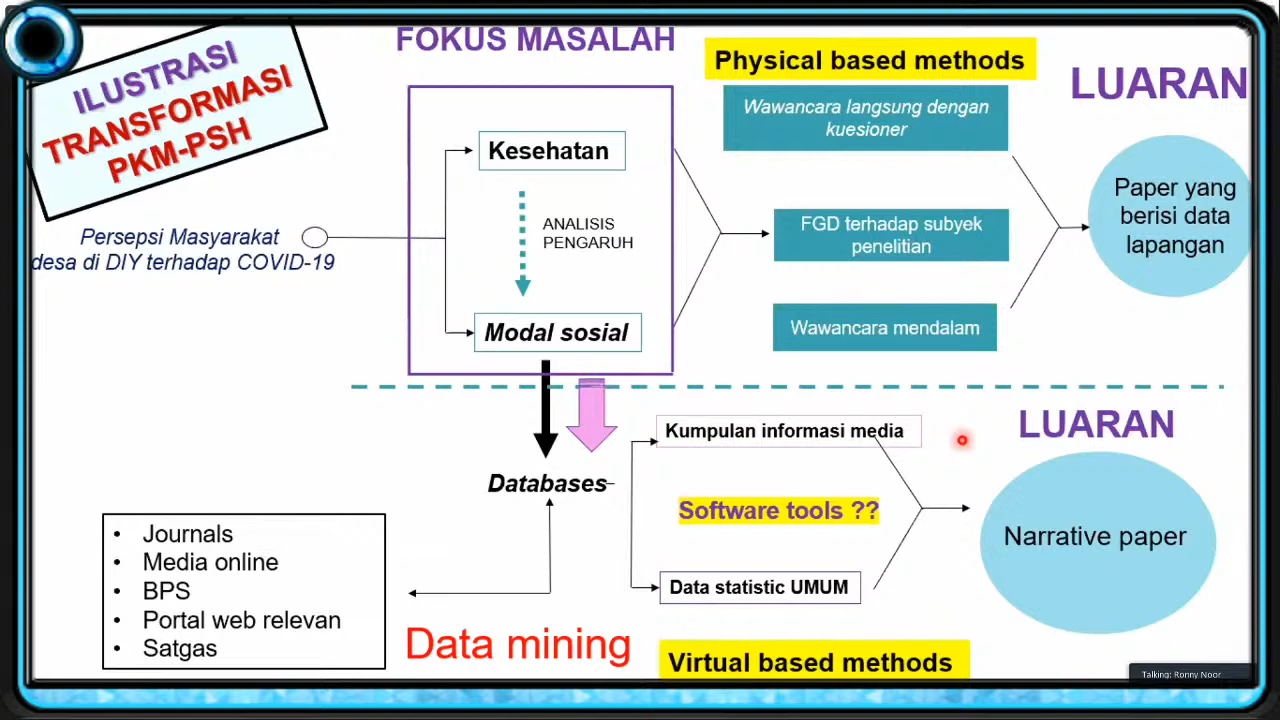 ILUSTRASI
TRANSFORMASI
PKM-PSH
FOKUS MASALAH
Physical based methods
LUARAN
Wawancara langsung dengan
kuesioner
Kesehatan
ANALISIS
PENGARUH
Persepsi Masyarakat
desa di DIY terhadap COVID-19
FGD terhadap subyek
penelitian
Paper yang
berisi data
lapangan
Modal sosial
Wawancara mendalam
Kumpulan informasi media
LUARAN
Databases
Software tools ??
Narrative paper
• Journals
• Media online
• BPS
• Portal web relevan
• Satgas
Data statistic UMUM
Data mining
Virtual based methods
Talking: Ronny Noor